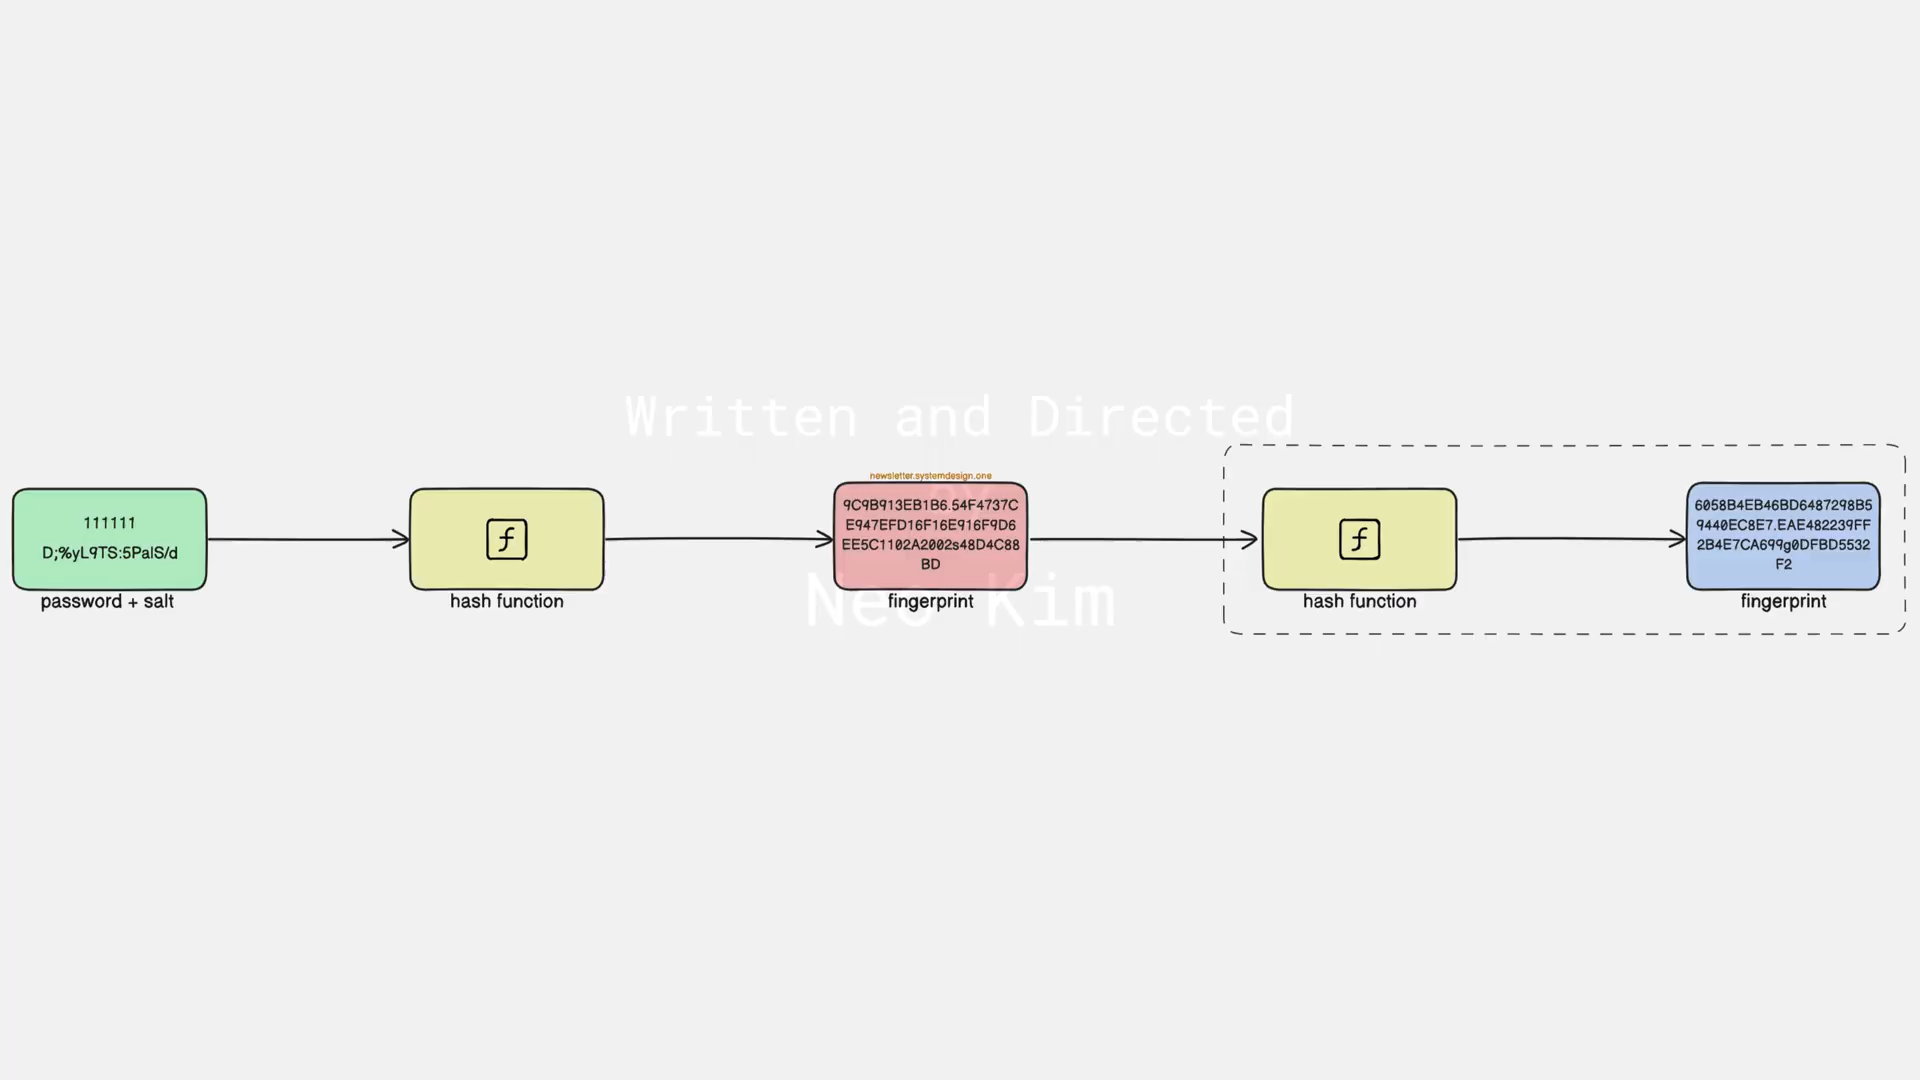 Written and Directed
by
Neo Kim
111111
D;%yL9TS:5PalS/d
password + salt
hash function
newsletter.systemdesign.one
9C9B913EB1B6.54F4737C
E947EFD16F16E916F9D6
EE5C1102A2002s48D4C88
BD
fingerprint
hash function
6058B4EB46BD6487298B5
9440EC8E7.EAE482239FF
2B4E7CA699g0DFBD5532
F2
fingerprint